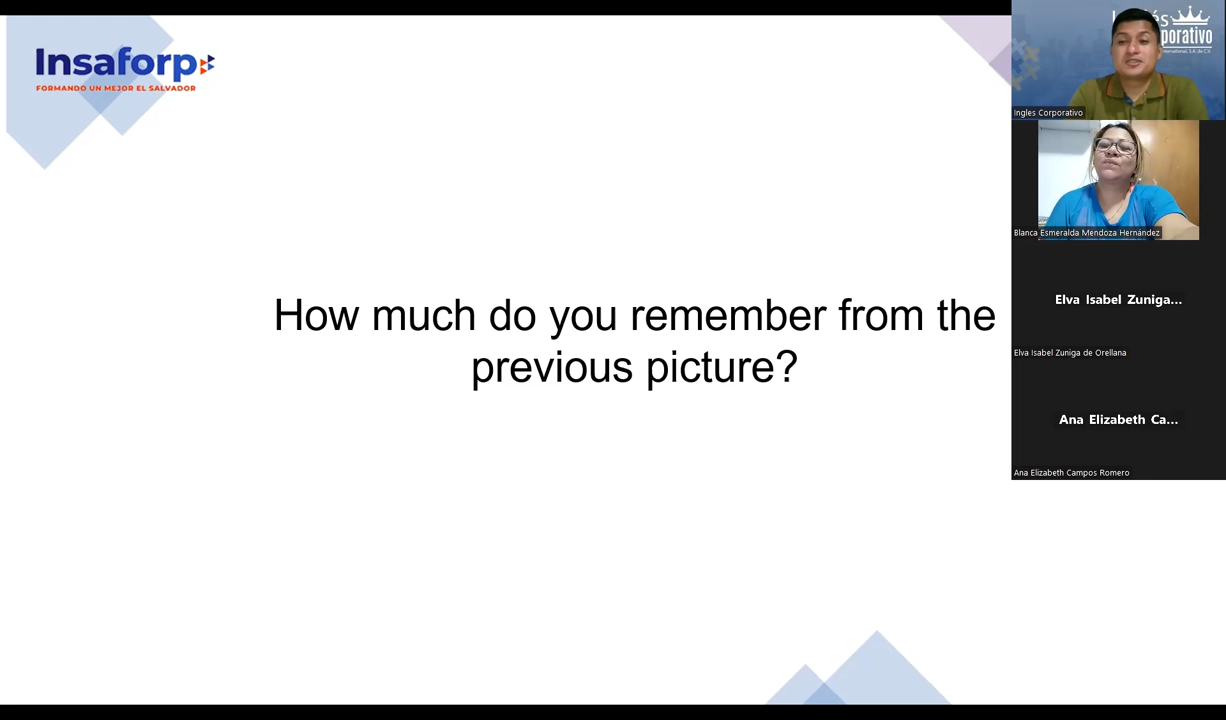 Insaforp
FORMANDO UN MEJOR EL SALVADOR
How much do you remember from the
previous picture?
Ingles Corporativo
Blanca Esmeralda Mendoza Hernández
Elva Isabel Zuniga...
Elva Isabel Zuniga de Orellana
Ana Elizabeth Ca...
Ana Elizabeth Campos Romero